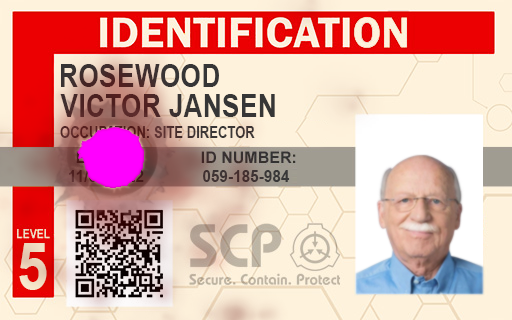 IDENTIFICATION
ROSEWOOD
VICTOR JANSEN
OCCUPATION: SITE DIRECTOR
ID NUMBER:
059-185-984
LEVEL
5
SCP
Secure. Contain. Protect